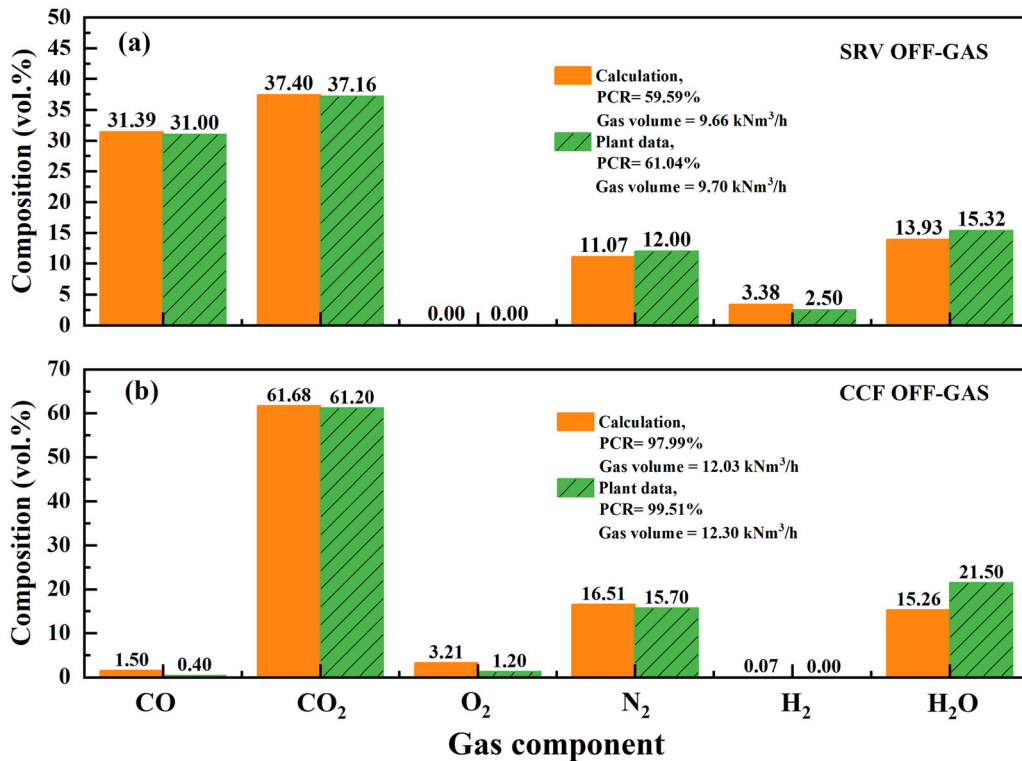 50
(a)
SRV OFF-GAS
45
40
37.40 37.16
Calculation,
PCR= 59.59%
35
31.39 31.00
Gas volume = 9.66 kNm³/h
30
Plant data,
PCR= 61.04%
25
Gas volume = 9.70 kNm³/h
20
15
11.07 12.00
13.93 15.32
10
5
0.00 0.00
3.38 2.50
0
Composition (vol.%)
70
(b)
CCF OFF-GAS
61.68 61.20
60
Calculation,
PCR= 97.99%
50
Gas volume = 12.03 kNm³/h
Plant data,
40
PCR= 99.51%
Gas volume = 12.30 kNm³/h
30
20
16.51 15.70
15.26 21.50
10
1.50 0.40
3.21 1.20
0.07 0.00
0
Composition (vol.%)
CO CO₂ O₂ N₂ H₂ H₂O
Gas component